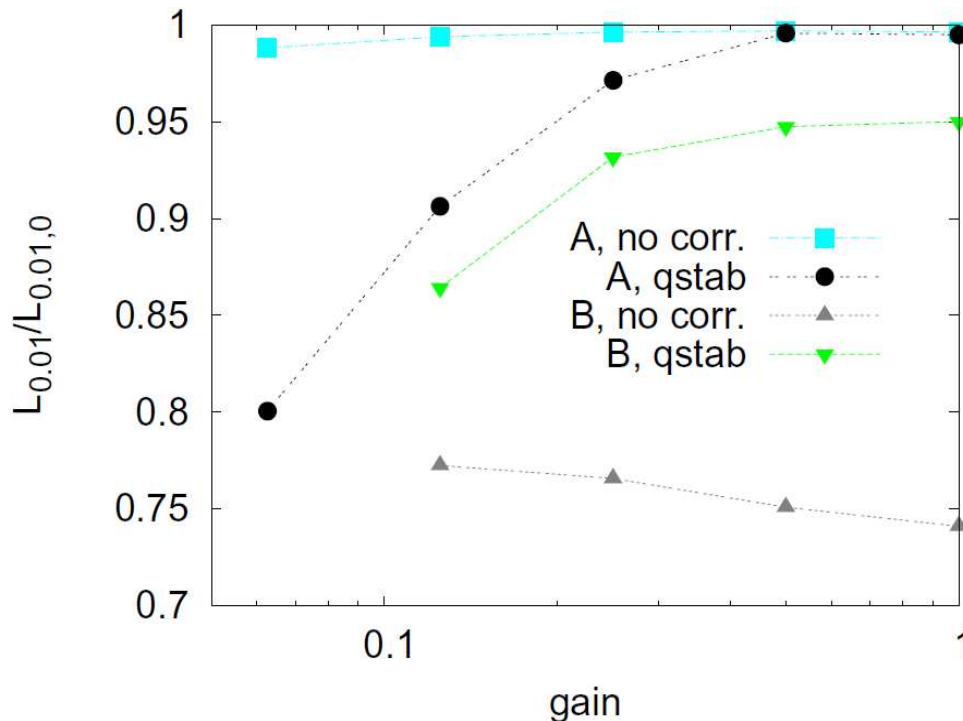 1
0.95
0.9
0.85
0.8
0.75
0.7
L0.01/L0.01,0
A, no corr.
A, qstab
B, no corr.
B, qstab
0.1
1
gain